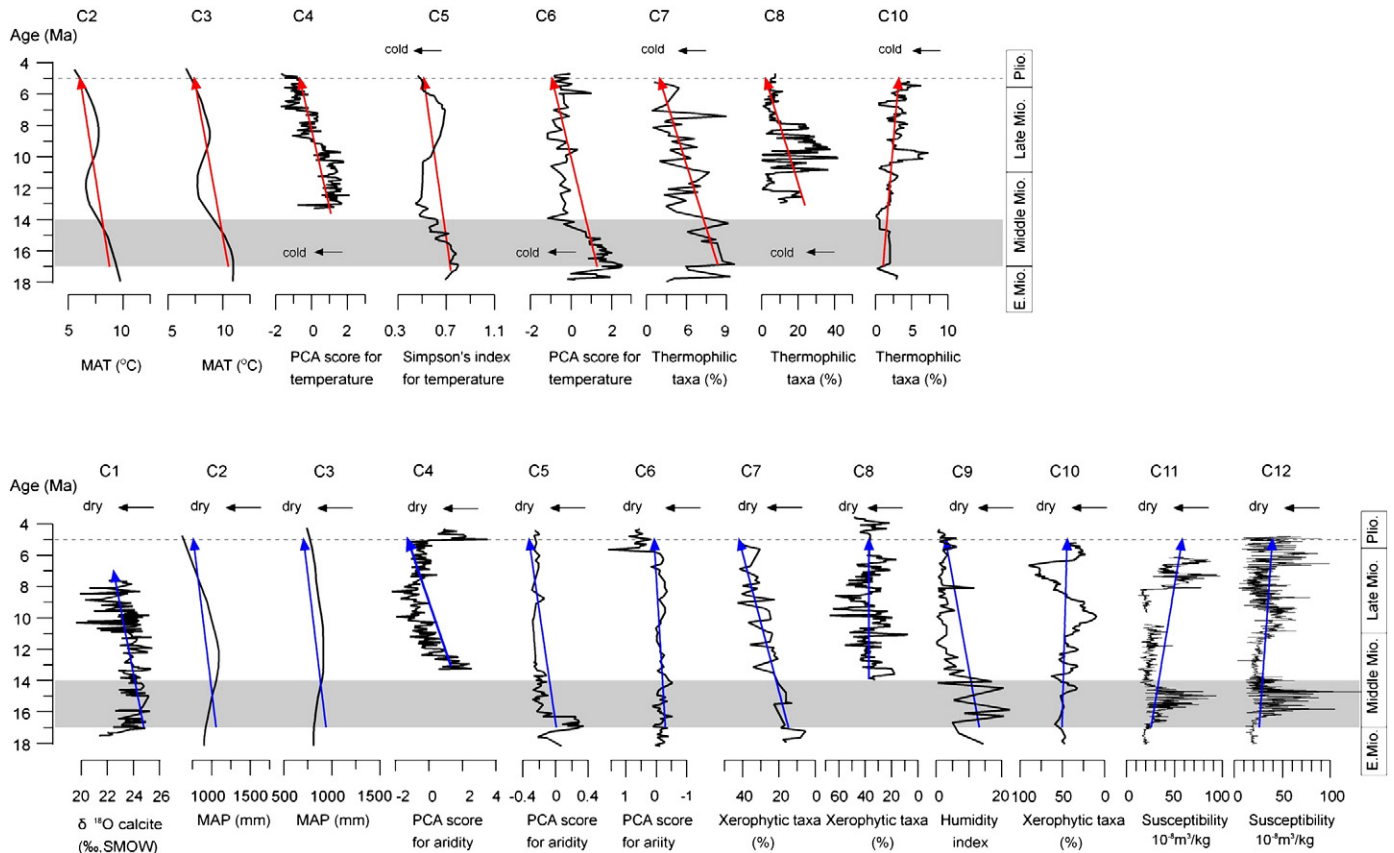 C2 C3 C4 C5 C6 C7 C8 C10
Age (Ma)
cold cold cold
4
6
8
10
12
14
16
18
cold cold cold
Plio.
Late Mio.
Middle Mio.
E.Mio.
5 10 5 10 -2 0 2 0.3 0.7 1.1 -2 0 2 0 6 9 0 20 40 0 5 10
MAT (°C) MAT (°C) PCA score for Simpson's index PCA score for Thermophilic Thermophilic Thermophilic
temperature for temperature temperature taxa (%) taxa (%) taxa (%)
C1 C2 C3 C4 C5 C6 C7 C8 C9 C10 C11 C12
Age (Ma)
dry dry dry dry dry dry dry dry dry dry dry dry
4
6
8
10
12
14
16
18
Plio.
Late Mio.
Middle Mio.
E.Mio.
20 22 24 26 1000 1500 500 1000 1500 -2 0 2 -0.4 0 0.4 1 0 -1 40 20 0 60 40 20 0 0 20 100 50 0 0 50 100 0 50 100
δ ¹⁸O calcite MAP (mm) MAP (mm) PCA score PCA score PCA score Xerophytic taxa Xerophytic taxa Humidity Xerophytic taxa Susceptibility Susceptibility
(‰,SMOW) for aridity for aridity for ariity (%) (%) index (%) 10⁻⁸m³/kg 10⁻⁸m³/kg